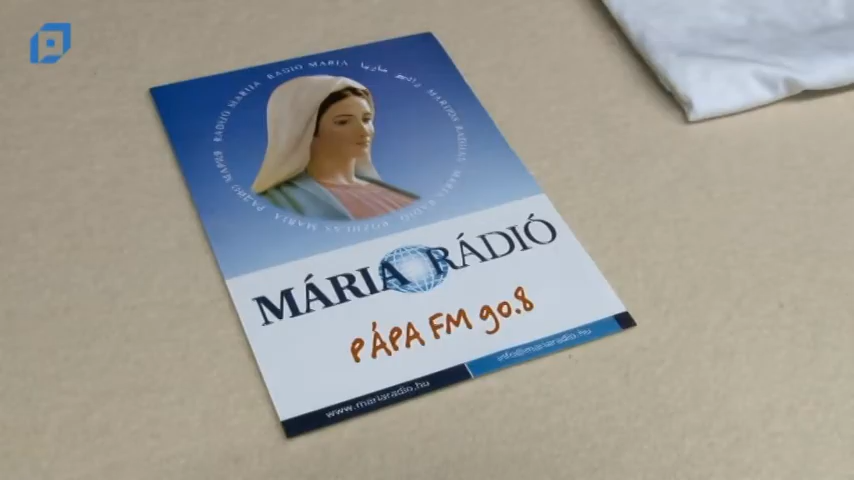 RADIO MARIA
MÁRIA RÁDIÓ
PÁPA FM 90.8
www.mariaradio.hu
info@mariaradio.hu